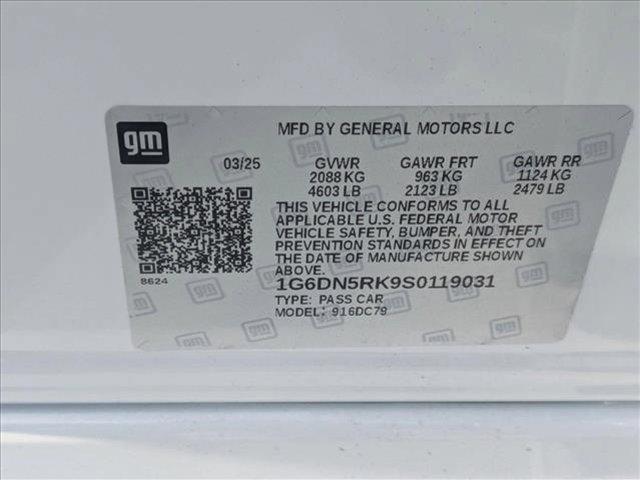 gm
MFD BY GENERAL MOTORS LLC
03/25 GVWR GAWR FRT GAWR RR
2088 KG 963 KG 1124 KG
4603 LB 2123 LB 2479 LB
THIS VEHICLE CONFORMS TO ALL
APPLICABLE U.S. FEDERAL MOTOR
VEHICLE SAFETY, BUMPER, AND THEFT
PREVENTION STANDARDS IN EFFECT ON
THE DATE OF MANUFACTURE SHOWN
ABOVE.
8624
1G6DN5RK9S0119031
TYPE: PASS CAR
MODEL: 916DC79